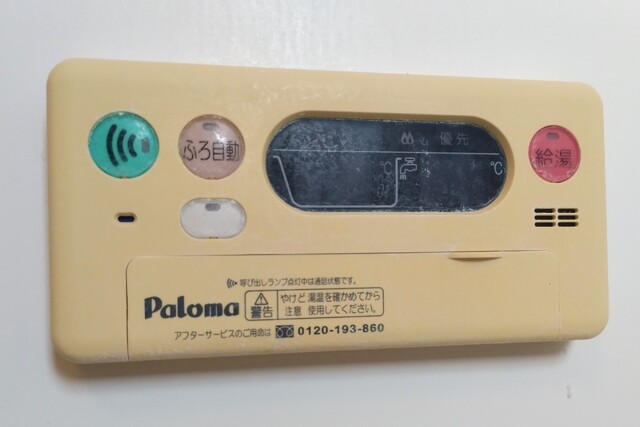 優先
ふろ自動
給湯
℃
℃
呼び出しランプ点灯中は通話状態です。
Paloma
警告
やけど 湯温を確かめてから
注意 使用してください。
アフターサービスのご用命は 0120-193-860